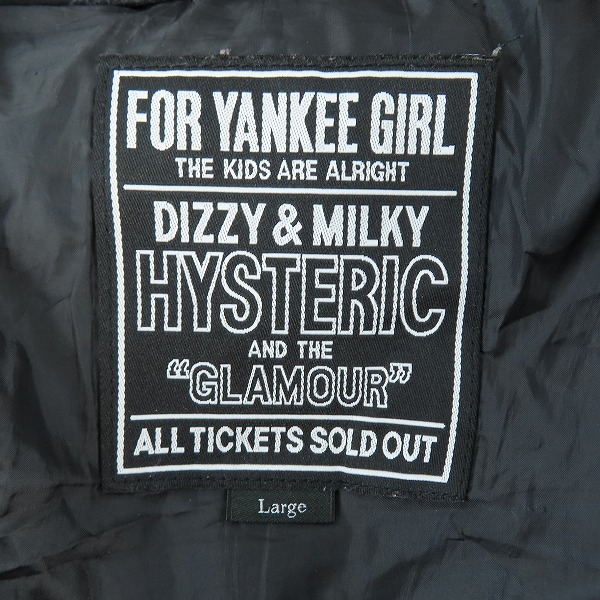 FOR YANKEE GIRL
THE KIDS ARE ALRIGHT
DIZZY & MILKY
HYSTERIC
AND THE
“GLAMOUR”
ALL TICKETS SOLD OUT
Large